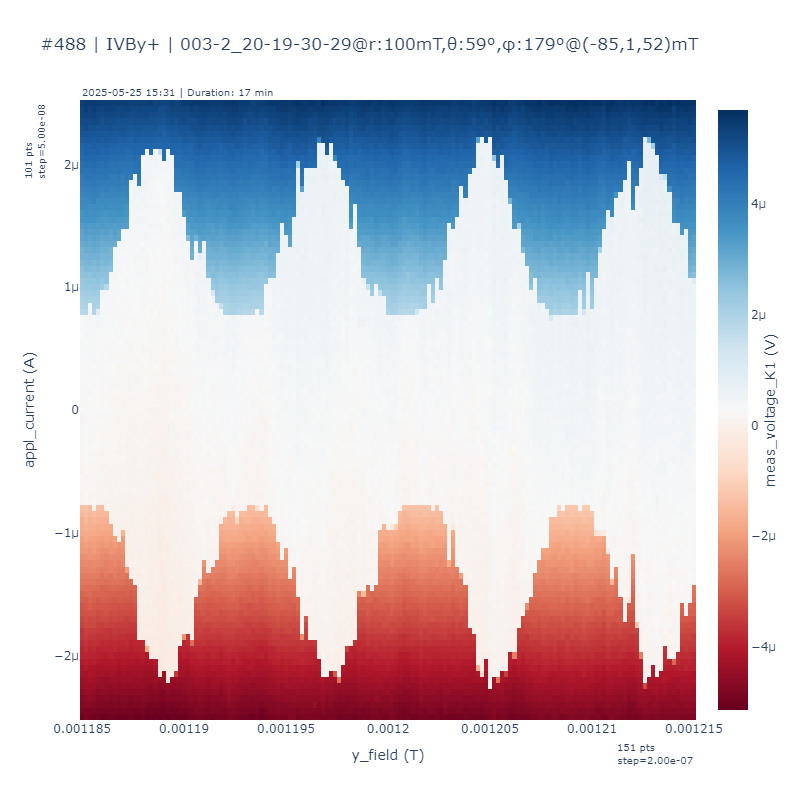 #488 | IVBy+ | 003-2_20-19-30-29@r:100mT,θ:59°,φ:179°@(-85,1,52)mT
2025-05-25 15:31 | Duration: 17 min
101 pts
step=5.00e-08
2μ
1μ
0
−1μ
−2μ
appl_current (A)
0.001185
0.00119
0.001195
0.0012
0.001205
0.00121
0.001215
y_field (T)
151 pts
step=2.00e-07
4μ
2μ
0
−2μ
−4μ
meas_voltage_K1 (V)